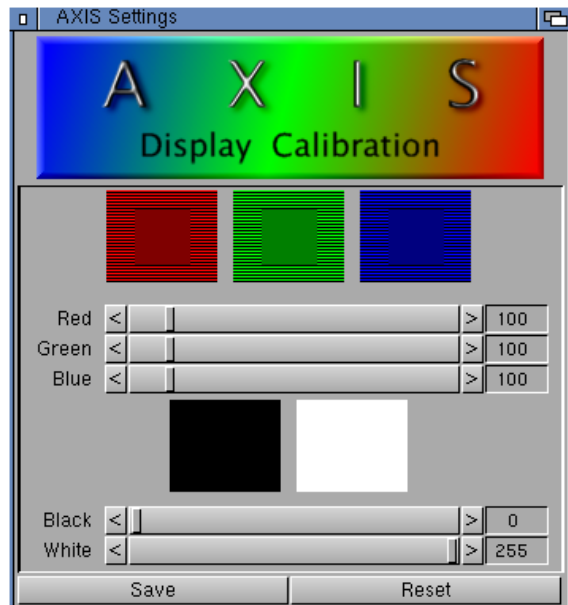 AXIS Settings
A X I S
Display Calibration
Red < > 100
Green < > 100
Blue < > 100
Black < > 0
White < > 255
Save Reset